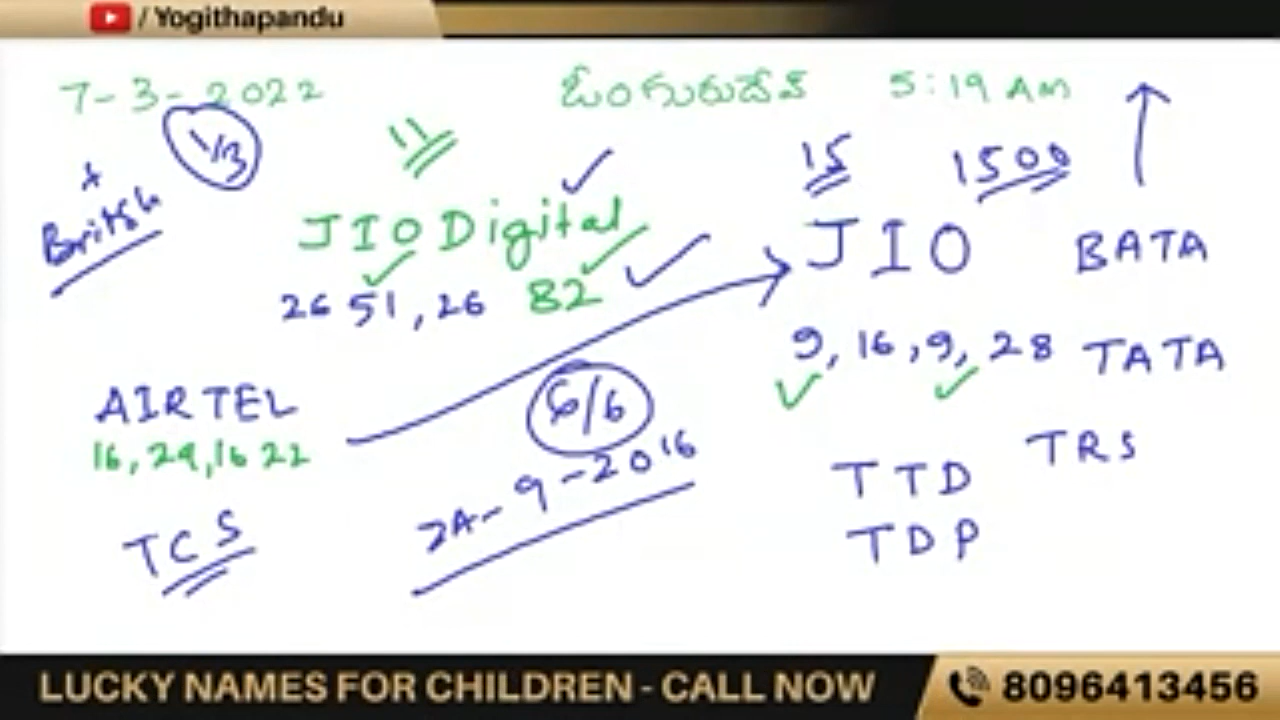 / Yogithapandu
7-3-2022 ఓంగురుదేవ్ 5:19 AM
1/3 11 15 1500
British
JIO Digital JIO BATA
26 51, 26 82
9, 16, 9, 28 TATA
AIRTEL 6/6
16, 29, 16 22 TRS
24-9-2016 TTD
TCS TDP
LUCKY NAMES FOR CHILDREN - CALL NOW 8096413456